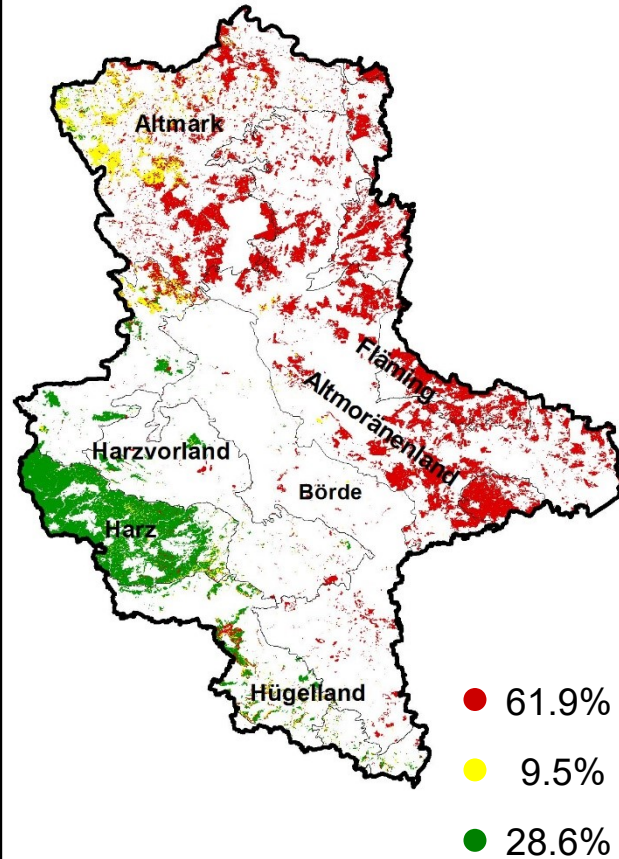 Altmark
Fläming
Altmoränenland
Harzvorland
Börde
Harz
Hügelland
61.9%
9.5%
28.6%